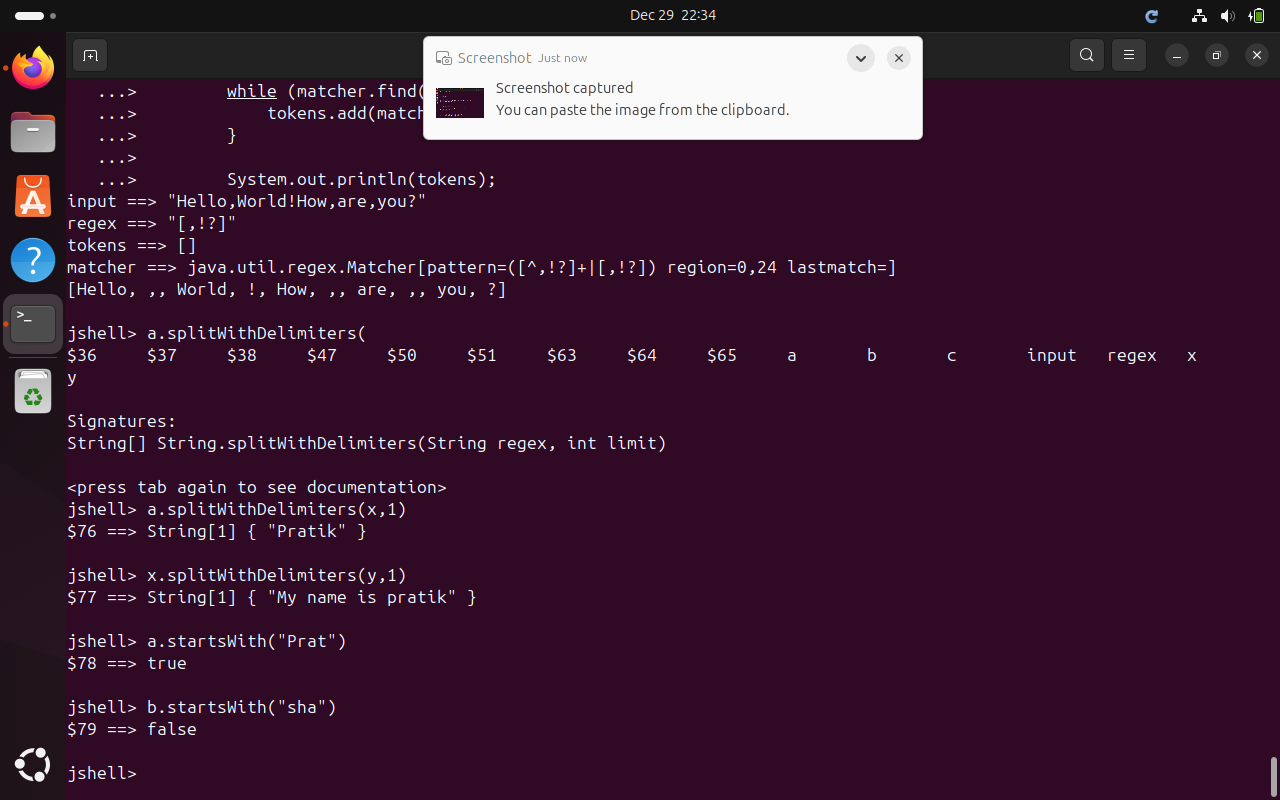 Dec 29 22:34
Screenshot Just now
Screenshot captured
You can paste the image from the clipboard.
...> while (matcher.find(
...> tokens.add(matc
...> }
...>
...> System.out.println(tokens);
input ==> "Hello,World!How,are,you?"
regex ==> "[,!?]"
tokens ==> []
matcher ==> java.util.regex.Matcher[pattern=([^,!?]+|[,!?]) region=0,24 lastmatch=]
[Hello, ,, World, !, How, ,, are, ,, you, ?]
jshell> a.splitWithDelimiters(
$36 $37 $38 $47 $50 $51 $63 $64 $65 a b c input regex x
y
Signatures:
String[] String.splitWithDelimiters(String regex, int limit)
<press tab again to see documentation>
jshell> a.splitWithDelimiters(x,1)
$76 ==> String[1] { "Pratik" }
jshell> x.splitWithDelimiters(y,1)
$77 ==> String[1] { "My name is pratik" }
jshell> a.startsWith("Prat")
$78 ==> true
jshell> b.startsWith("sha")
$79 ==> false
jshell>